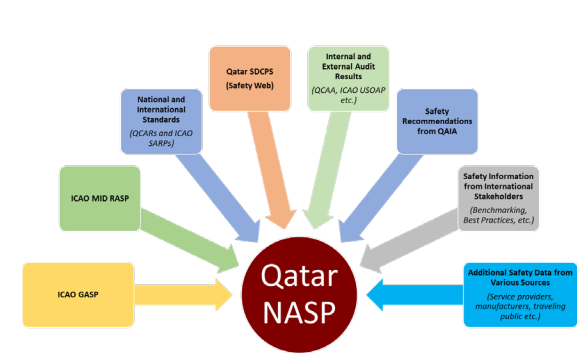 Internal and
External Audit
Results
(QCAA, ICAO USOAP
etc.)
Qatar SDCPS
(Safety Web)
National and
International
Standards
(QCARs and ICAO
SARPs)
Safety
Recommendations
from QAIA
ICAO MID RASP
Safety Information
from International
Stakeholders
(Benchmarking,
Best Practices, etc.)
ICAO GASP
Qatar
NASP
Additional Safety Data from
Various Sources
(Service providers,
manufacturers, traveling
public etc.)